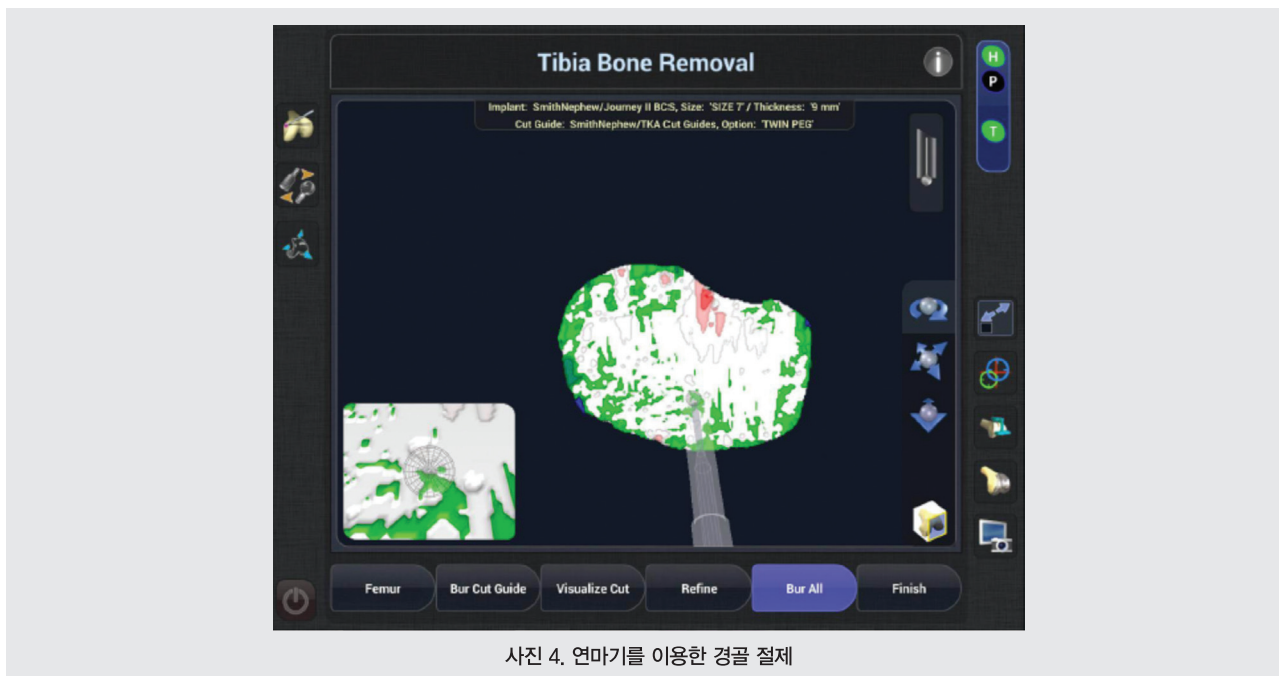 Tibia Bone Removal
i
H
P
T
Implant: SmithNephew/Journey II BCS, Size: 'SIZE 7' / Thickness: '9 mm'
Cut Guide: SmithNephew/TKA Cut Guides, Option: 'TWIN PEG'
Femur
Bur Cut Guide
Visualize Cut
Refine
Bur All
Finish
사진 4. 연마기를 이용한 경골 절제